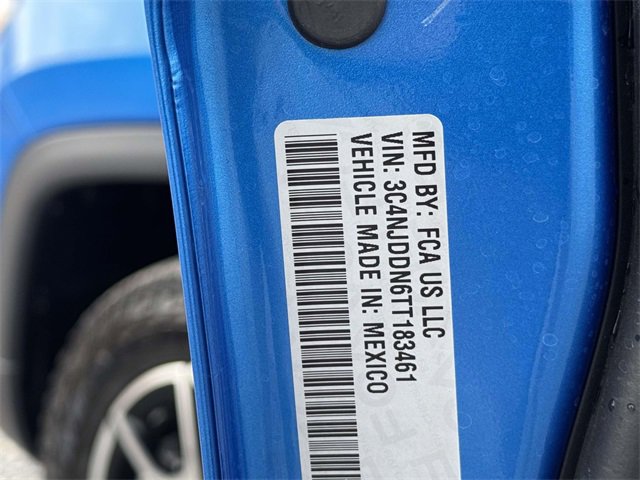 MFD BY: FCA US LLC
VIN: 3C4NJDDN6TT183461
VEHICLE MADE IN: MEXICO